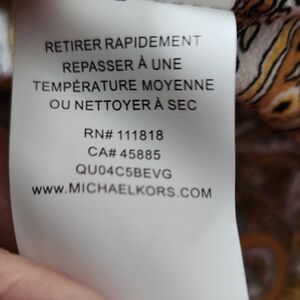 RETIRER RAPIDEMENT
REPASSER À UNE
TEMPÉRATURE MOYENNE
OU NETTOYER À SEC
RN# 111818
CA# 45885
QU04C5BEVG
WWW.MICHAELKORS.COM